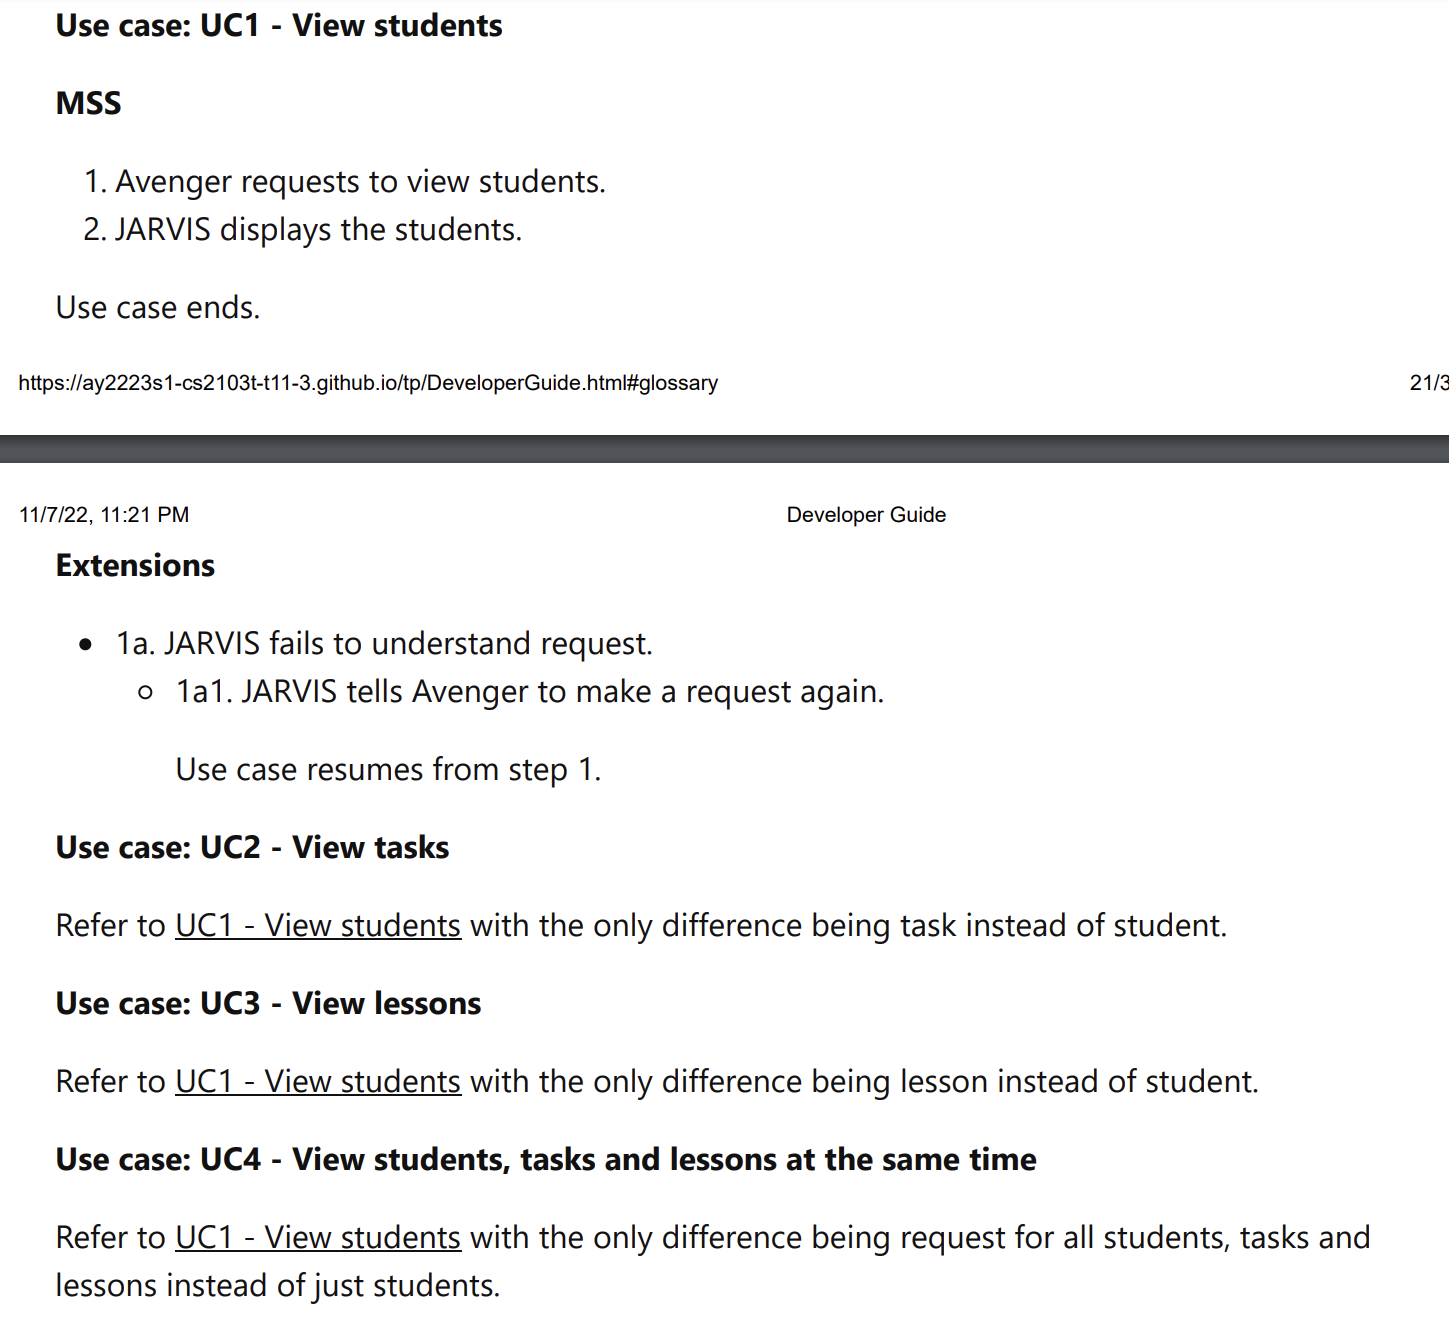 Use case: UC1 - View students
MSS
1. Avenger requests to view students.
2. JARVIS displays the students.
Use case ends.
https://ay2223s1-cs2103t-t11-3.github.io/tp/DeveloperGuide.html#glossary 21/3
11/7/22, 11:21 PM Developer Guide
Extensions
• 1a. JARVIS fails to understand request.
○ 1a1. JARVIS tells Avenger to make a request again.
Use case resumes from step 1.
Use case: UC2 - View tasks
Refer to UC1 - View students with the only difference being task instead of student.
Use case: UC3 - View lessons
Refer to UC1 - View students with the only difference being lesson instead of student.
Use case: UC4 - View students, tasks and lessons at the same time
Refer to UC1 - View students with the only difference being request for all students, tasks and
lessons instead of just students.